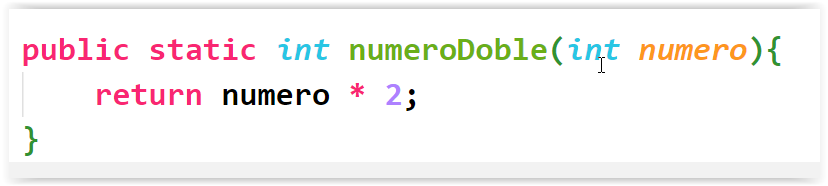 public static int numeroDoble(int numero){
    return numero * 2;
}